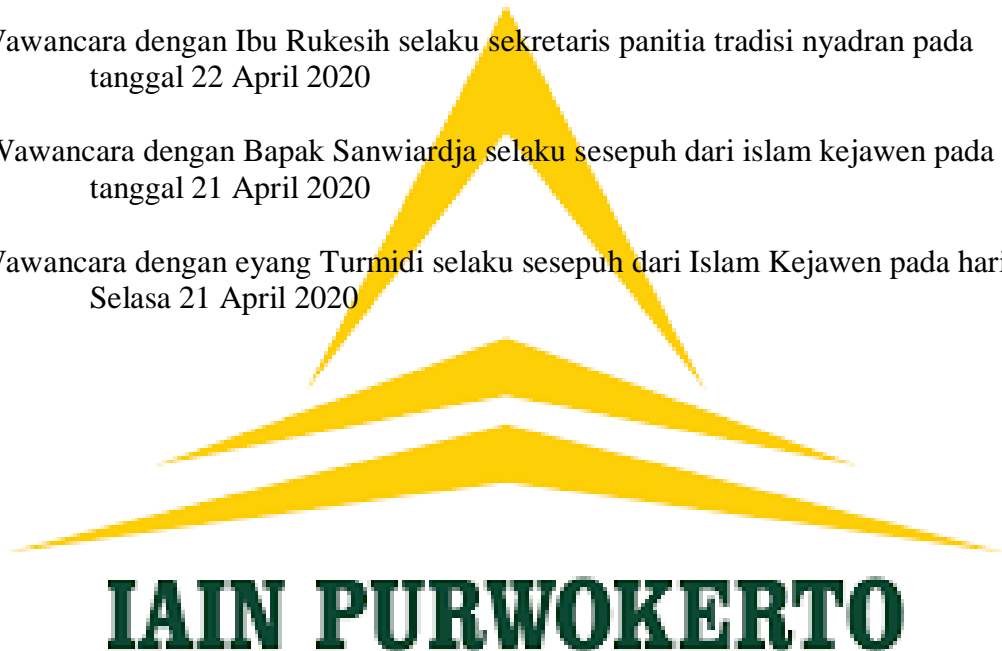 Wawancara dengan Ibu Rukesih selaku sekretaris panitia tradisi nyadran pada
tanggal 22 April 2020
Wawancara dengan Bapak Sanwiardja selaku sesepuh dari islam kejawen pada
tanggal 21 April 2020
Wawancara dengan eyang Turmidi selaku sesepuh dari Islam Kejawen pada hari
Selasa 21 April 2020
IAIN PURWOKERTO